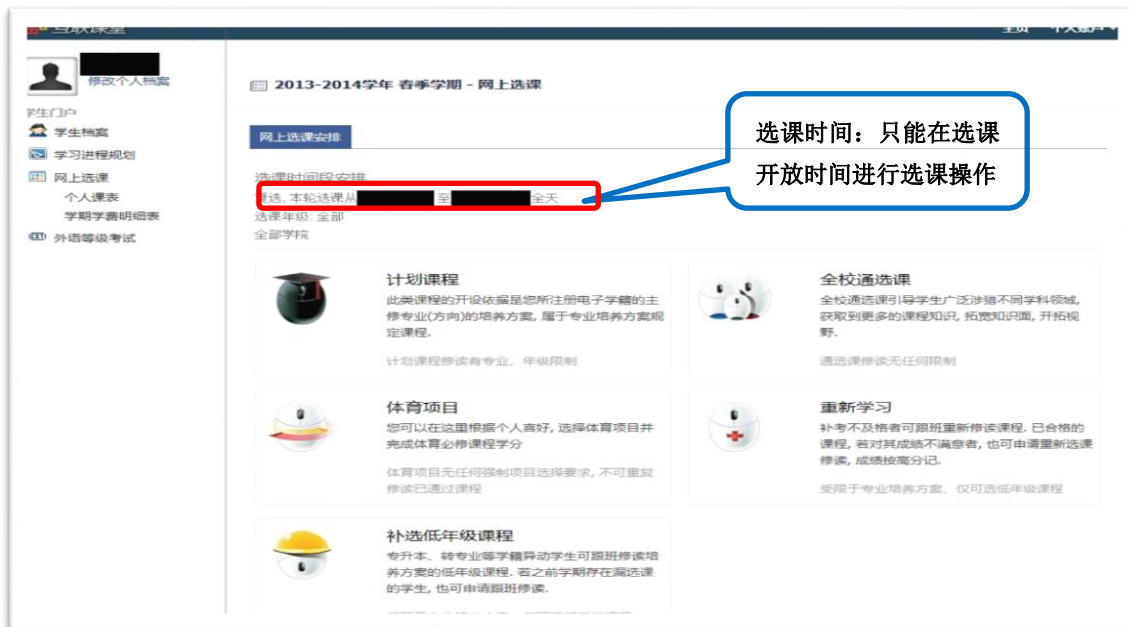 互联课堂
主页 个人账户
修改个人档案
学生门户
学生档案
学习进程规划
网上选课
个人课表
学期学费明细表
外语等级考试
2013-2014学年 春季学期 - 网上选课
网上选课安排
选课时间段安排
复选, 本轮选课从 至 全天
选课年级: 全部
全部学院
选课时间：只能在选课
开放时间进行选课操作
计划课程
此类课程的开设依据是您所注册电子学籍的主
修专业(方向)的培养方案, 属于专业培养方案规
定课程.
计划课程修读有专业、年级限制
全校通选课
全校通选课引导学生广泛涉猎不同学科领域,
获取到更多的课程知识, 拓宽知识面, 开拓视
野.
通选课修读无任何限制
体育项目
您可以在这里根据个人喜好, 选择体育项目并
完成体育必修课程学分
体育项目无任何强制项目选择要求, 不可重复
修读已通过课程
重新学习
补考不及格者可跟班重新修读课程. 已合格的
课程, 若对其成绩不满意者, 也可申请重新选课
修读, 成绩按高分记.
受限于专业培养方案、仅可选低年级课程
补选低年级课程
专升本、转专业等学籍异动学生可跟班修读培
养方案的低年级课程. 若之前学期存在漏选课
的学生, 也可申请跟班修读.